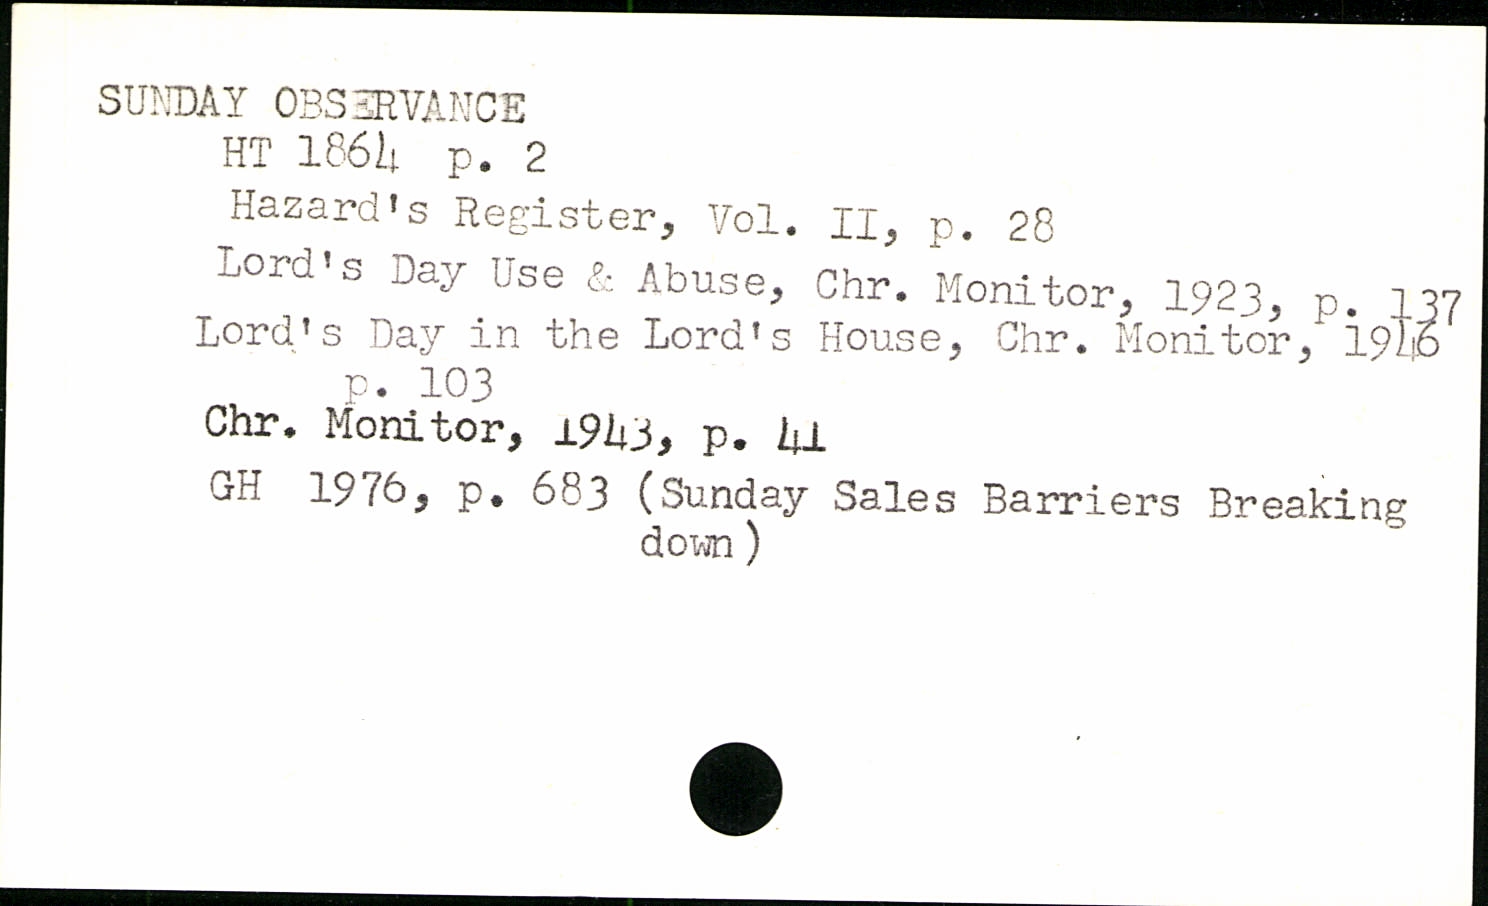 SUNDAY OBSERVANCE
HT 1864 p. 2
Hazard's Register, Vol. II, p. 28
Lord's Day Use & Abuse, Chr. Monitor, 1923, p. 137
Lord's Day in the Lord's House, Chr. Monitor, 1946
p. 103
Chr. Monitor, 1943, p. 41
GH 1976, p. 683 (Sunday Sales Barriers Breaking
down)